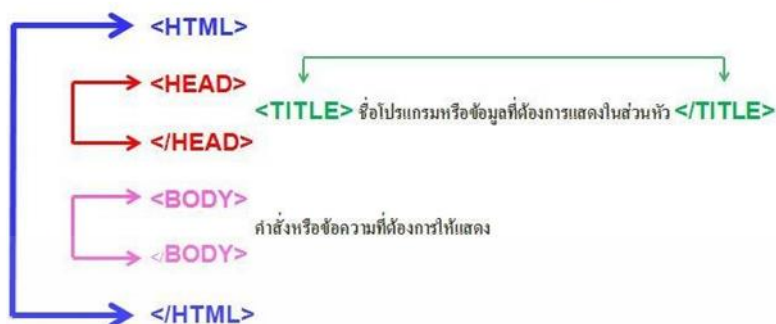 <HTML>
<HEAD>
<TITLE> ชื่อโปรแกรมหรือข้อมูลที่ต้องการแสดงในส่วนหัว </TITLE>
</HEAD>
<BODY>
คำสั่งหรือข้อความที่ต้องการให้แสดง
</BODY>
</HTML>